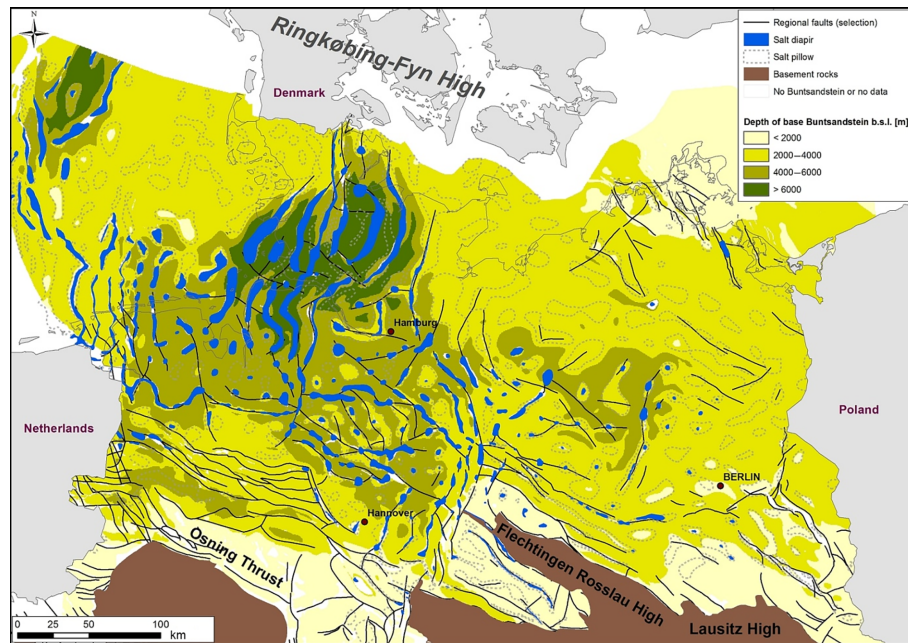 N
Ringkøbing-Fyn High
Denmark
Regional faults (selection)
Salt diapir
Salt pillow
Basement rocks
No Buntsandstein or no data
Depth of base Buntsandstein b.s.l. [m]
< 2000
2000—4000
4000—6000
> 6000
Hamburg
Netherlands
Poland
BERLIN
Hannover
Osning Thrust
Flechtingen Rosslau High
Lausitz High
0 25 50 100
km